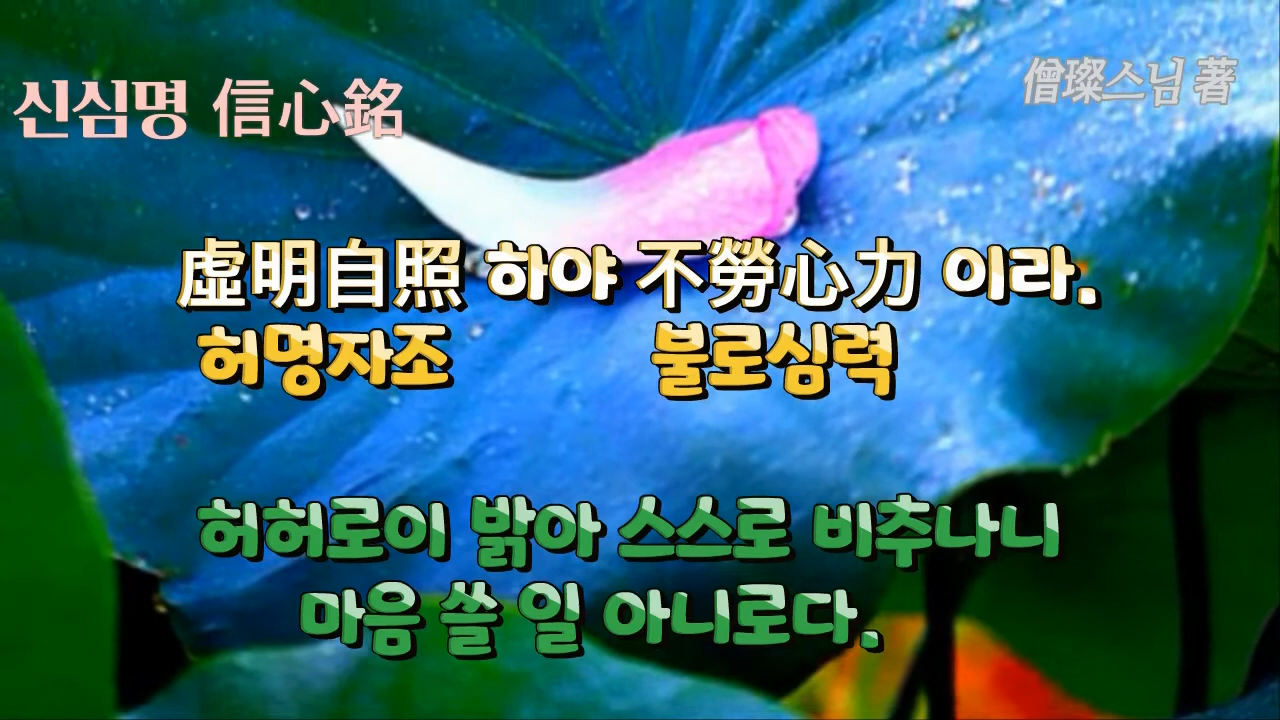 신심명 信心銘
僧璨스님 著
虛明自照 하야 不勞心力 이라.
허명자조 불로심력
허허로이 밝아 스스로 비추나니
마음 쓸 일 아니로다.